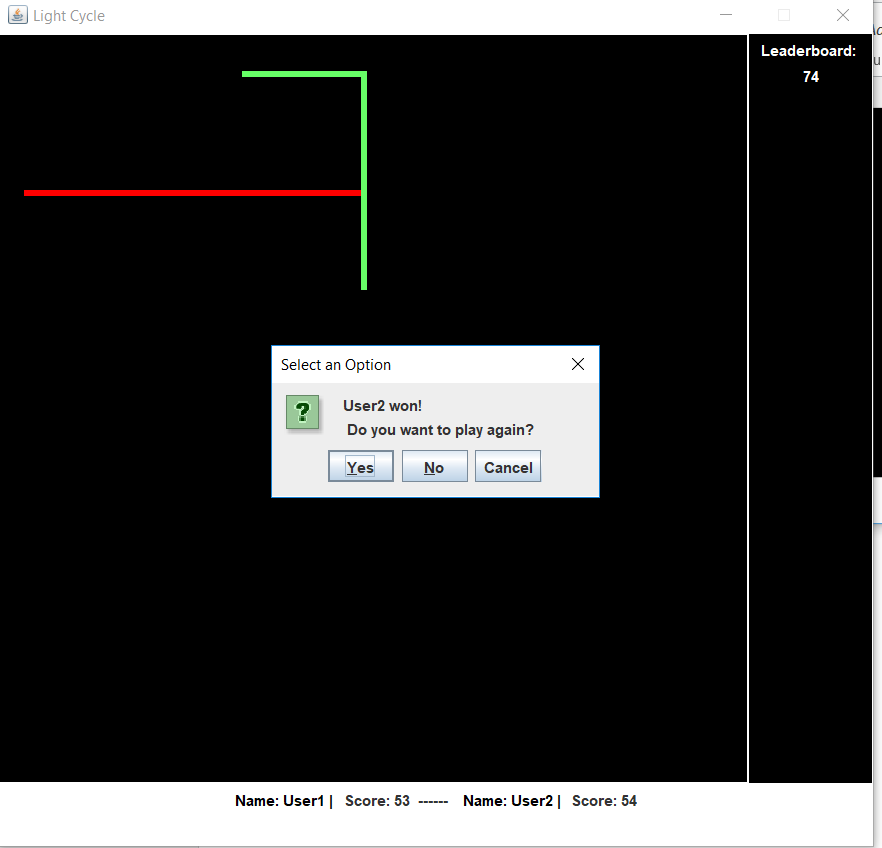 Light Cycle
Leaderboard:
74
Select an Option
User2 won!
Do you want to play again?
Yes No Cancel
Name: User1 | Score: 53 ------ Name: User2 | Score: 54